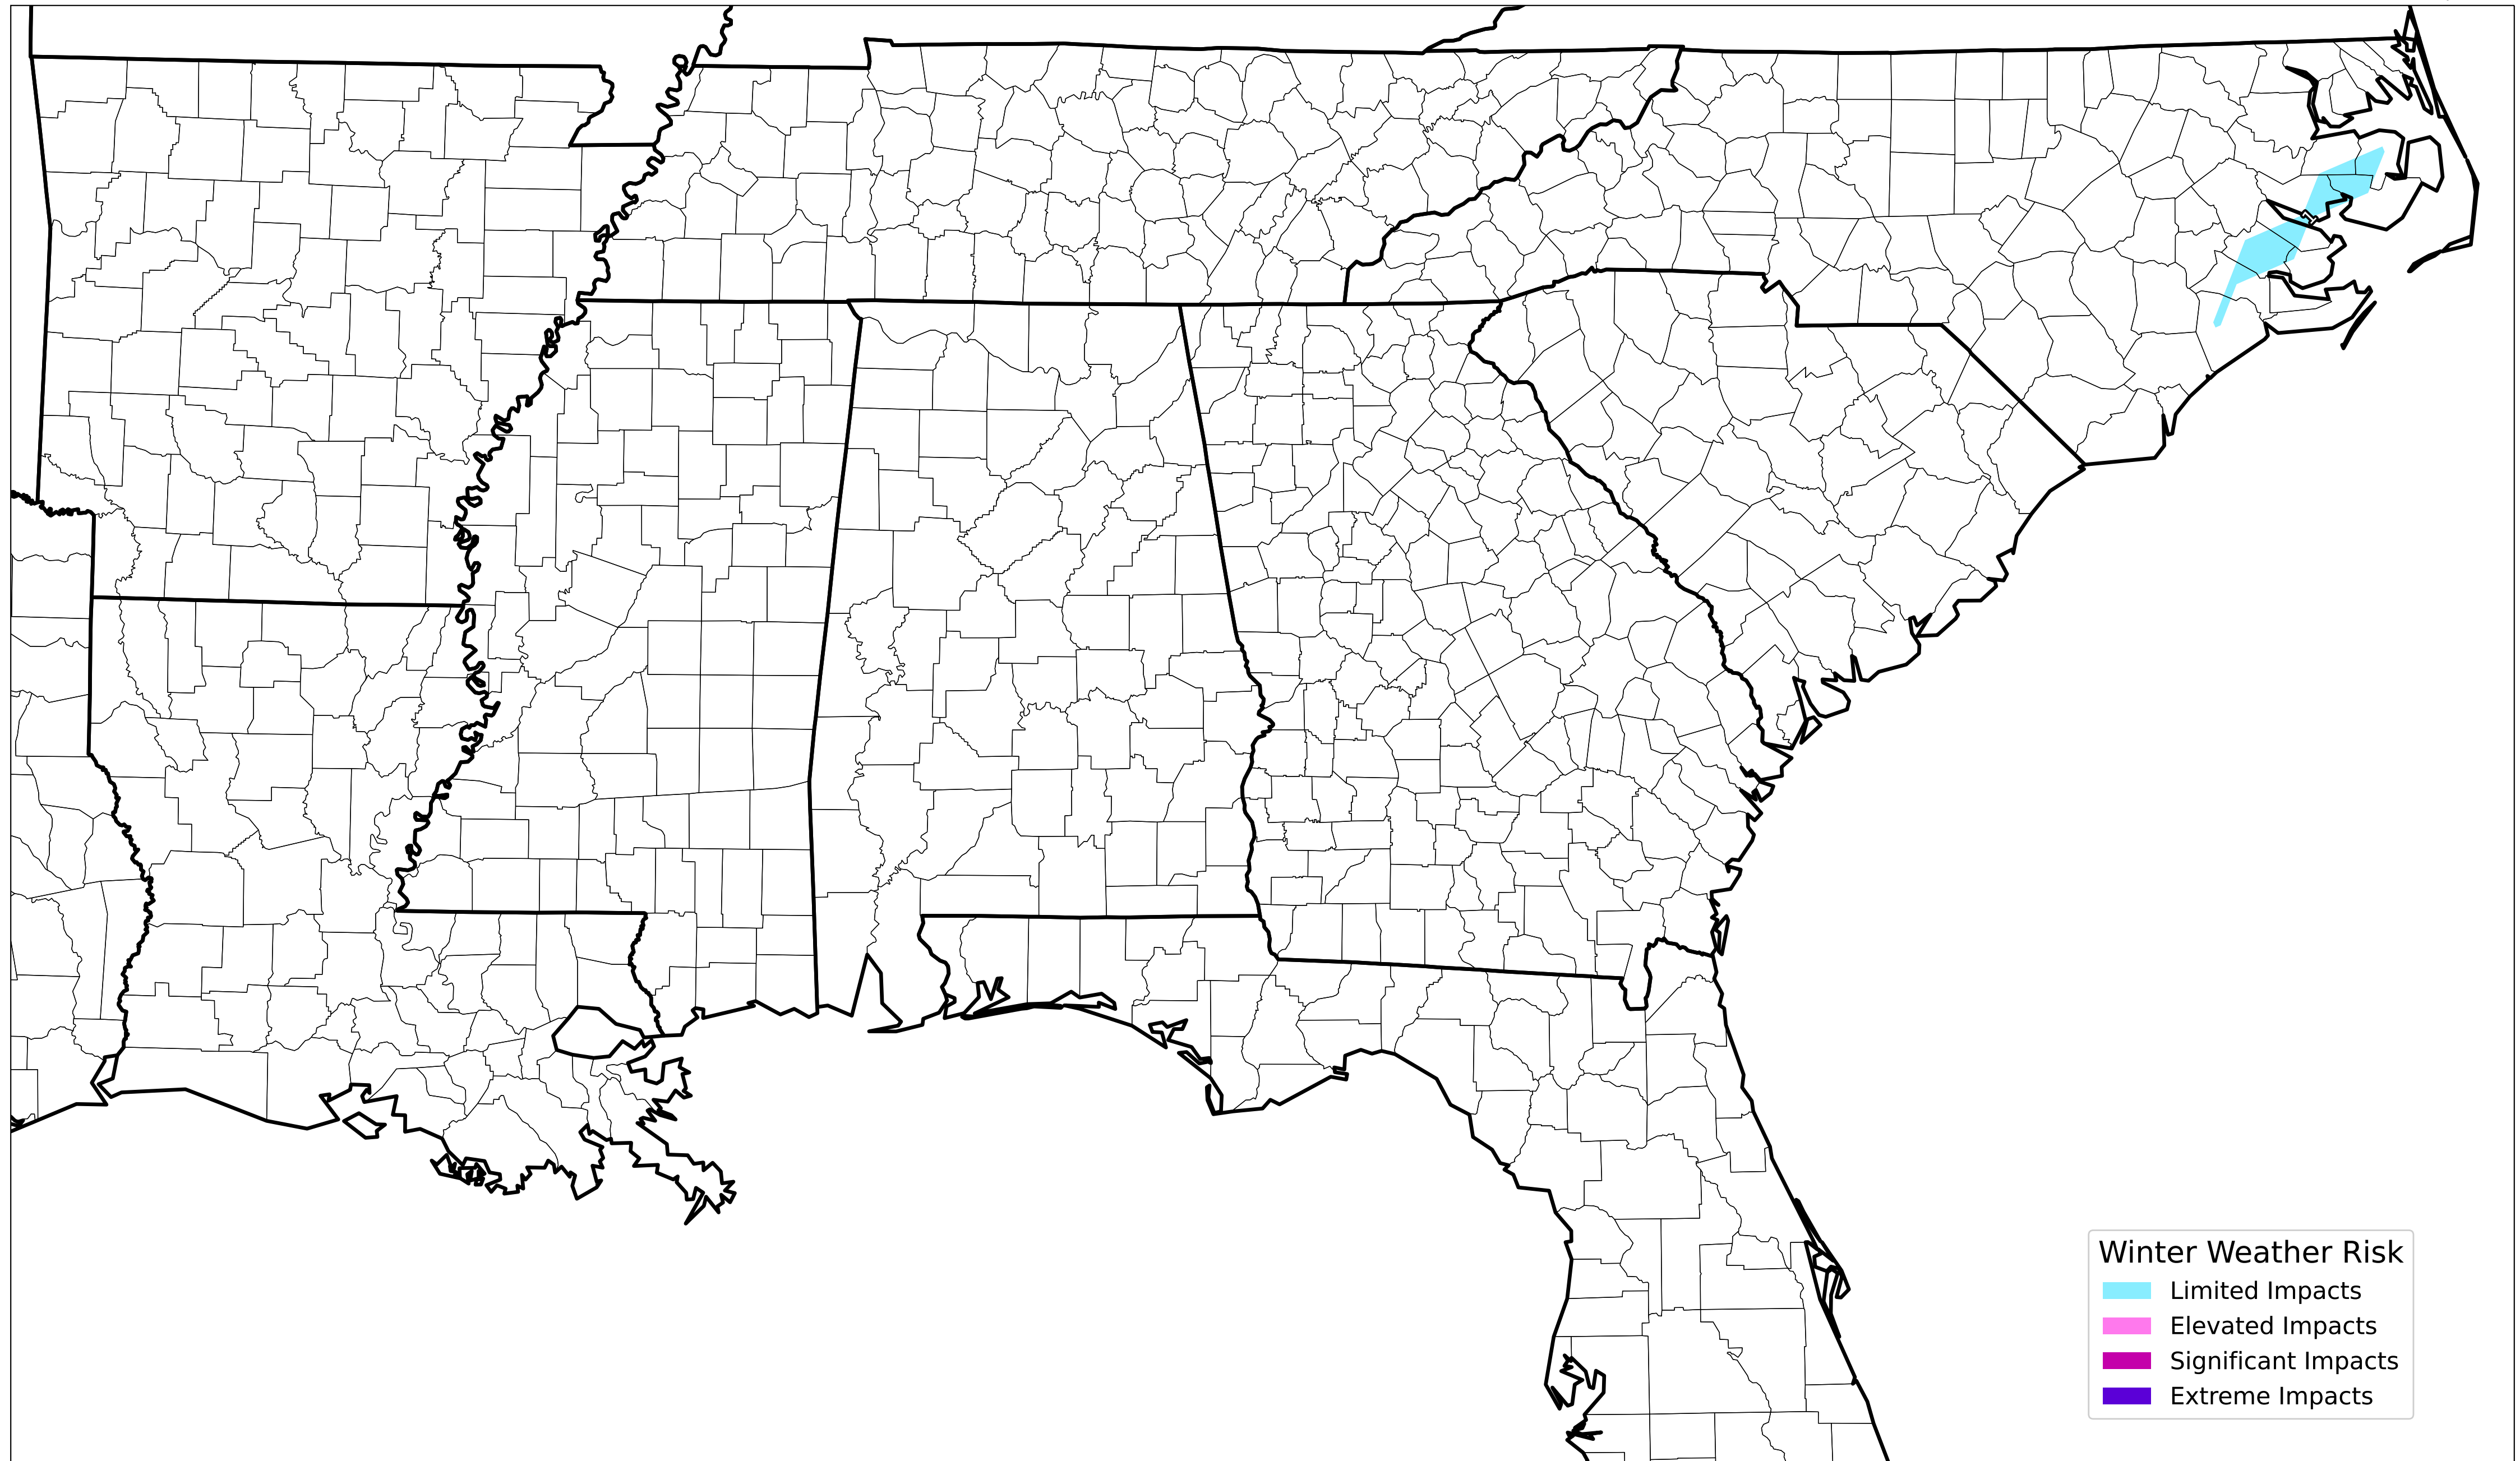 Winter Weather Risk
Limited Impacts
Elevated Impacts
Significant Impacts
Extreme Impacts